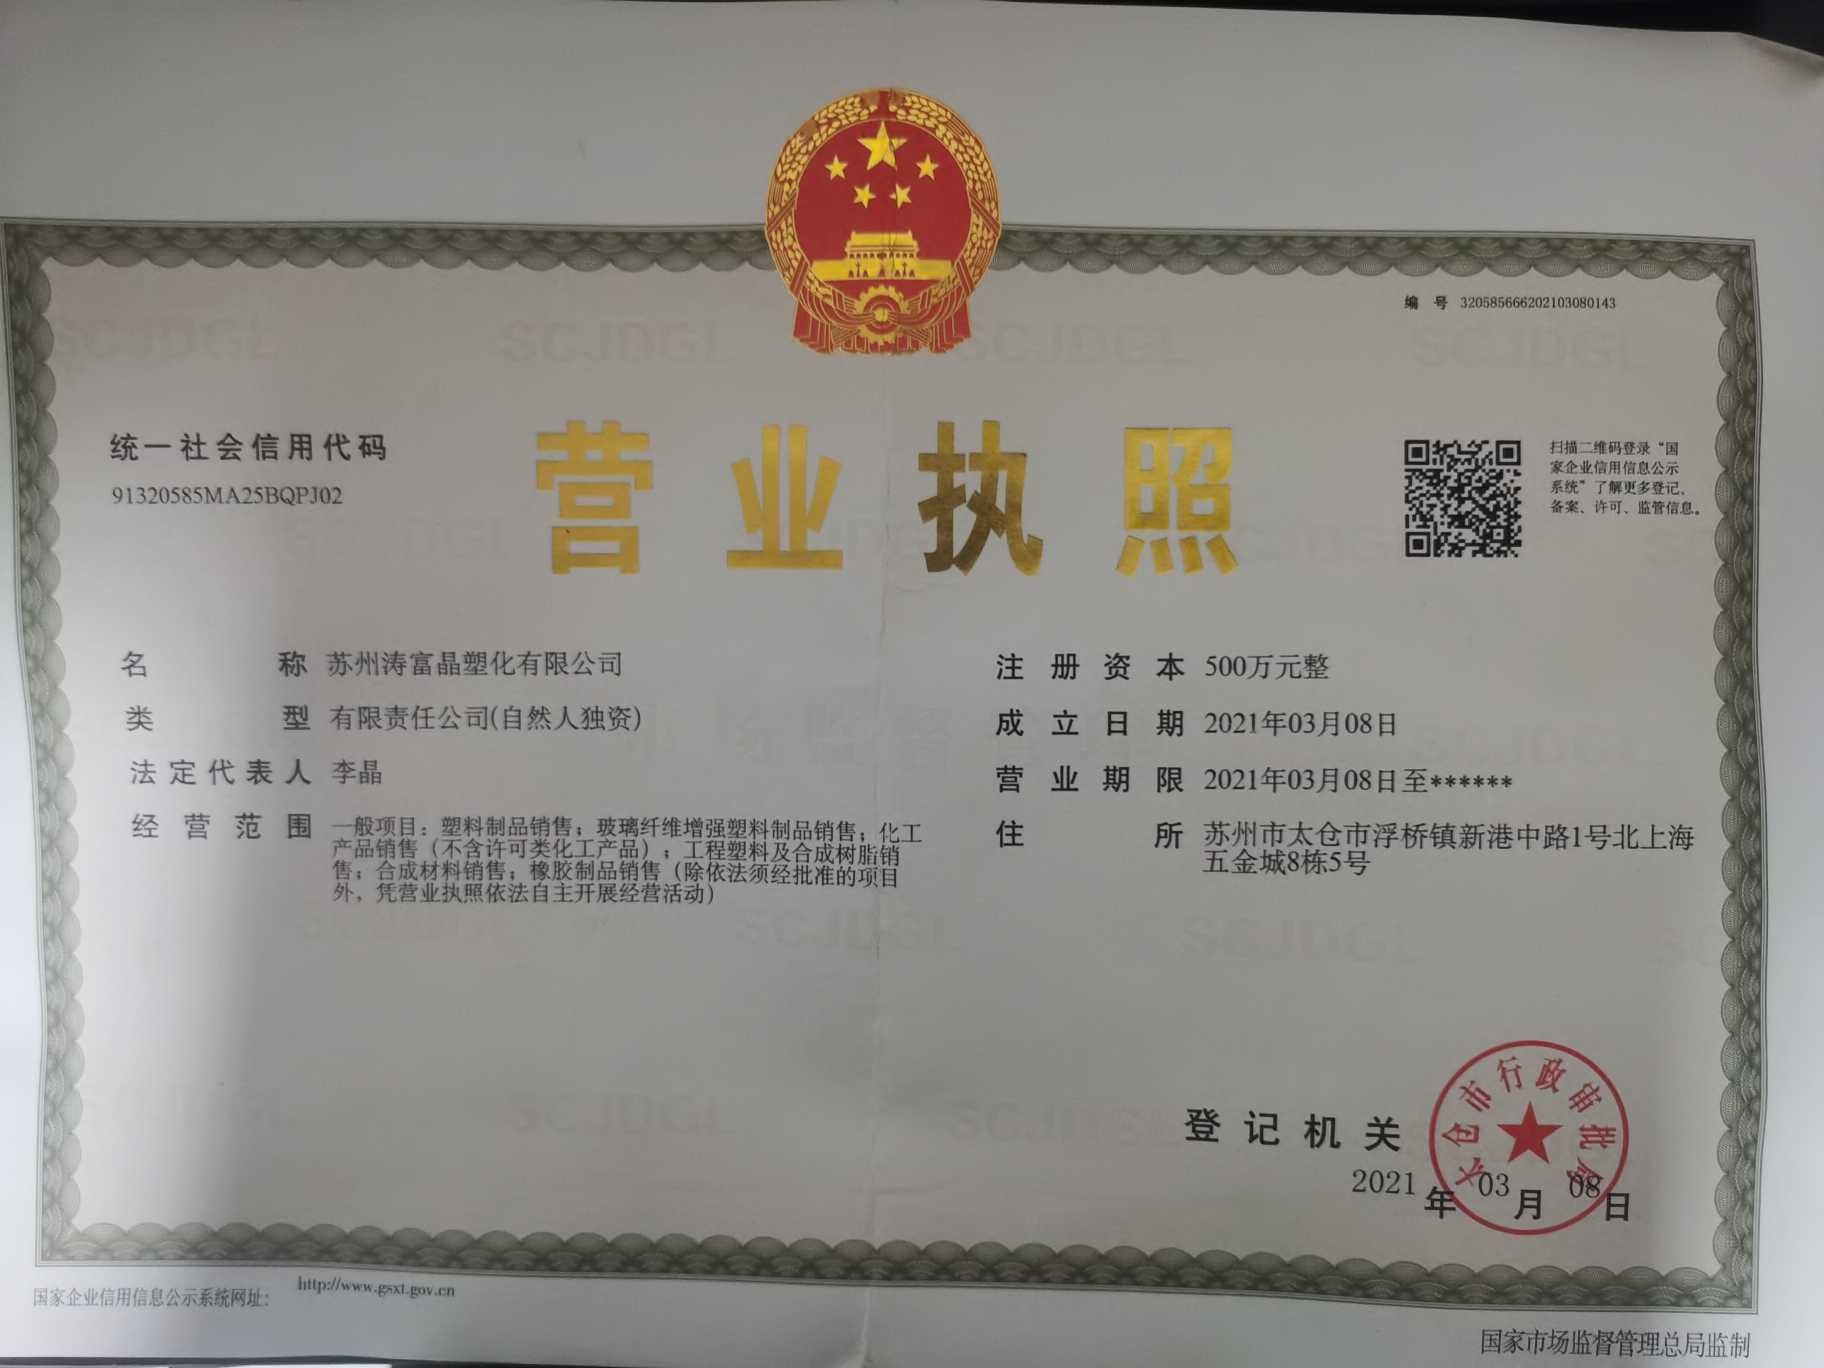 编 号 320585666202103080143
统一社会信用代码
91320585MA25BQPJ02
营业执照
扫描二维码登录“国
家企业信用信息公示
系统”了解更多登记、
备案、许可、监管信息。
名 称 苏州涛富晶塑化有限公司
类 型 有限责任公司(自然人独资)
法定代表人 李晶
经营范围 一般项目：塑料制品销售；玻璃纤维增强塑料制品销售；化工
产品销售（不含许可类化工产品）；工程塑料及合成树脂销
售；合成材料销售；橡胶制品销售（除依法须经批准的项目
外，凭营业执照依法自主开展经营活动）
注册资本 500万元整
成立日期 2021年03月08日
营业期限 2021年03月08日至******
住 所 苏州市太仓市浮桥镇新港中路1号北上海
五金城8栋5号
登记机关
太仓市行政审批局
2021 年 03 月 08 日
国家企业信用信息公示系统网址： http://www.gsxt.gov.cn
国家市场监督管理总局监制
SCJDGL